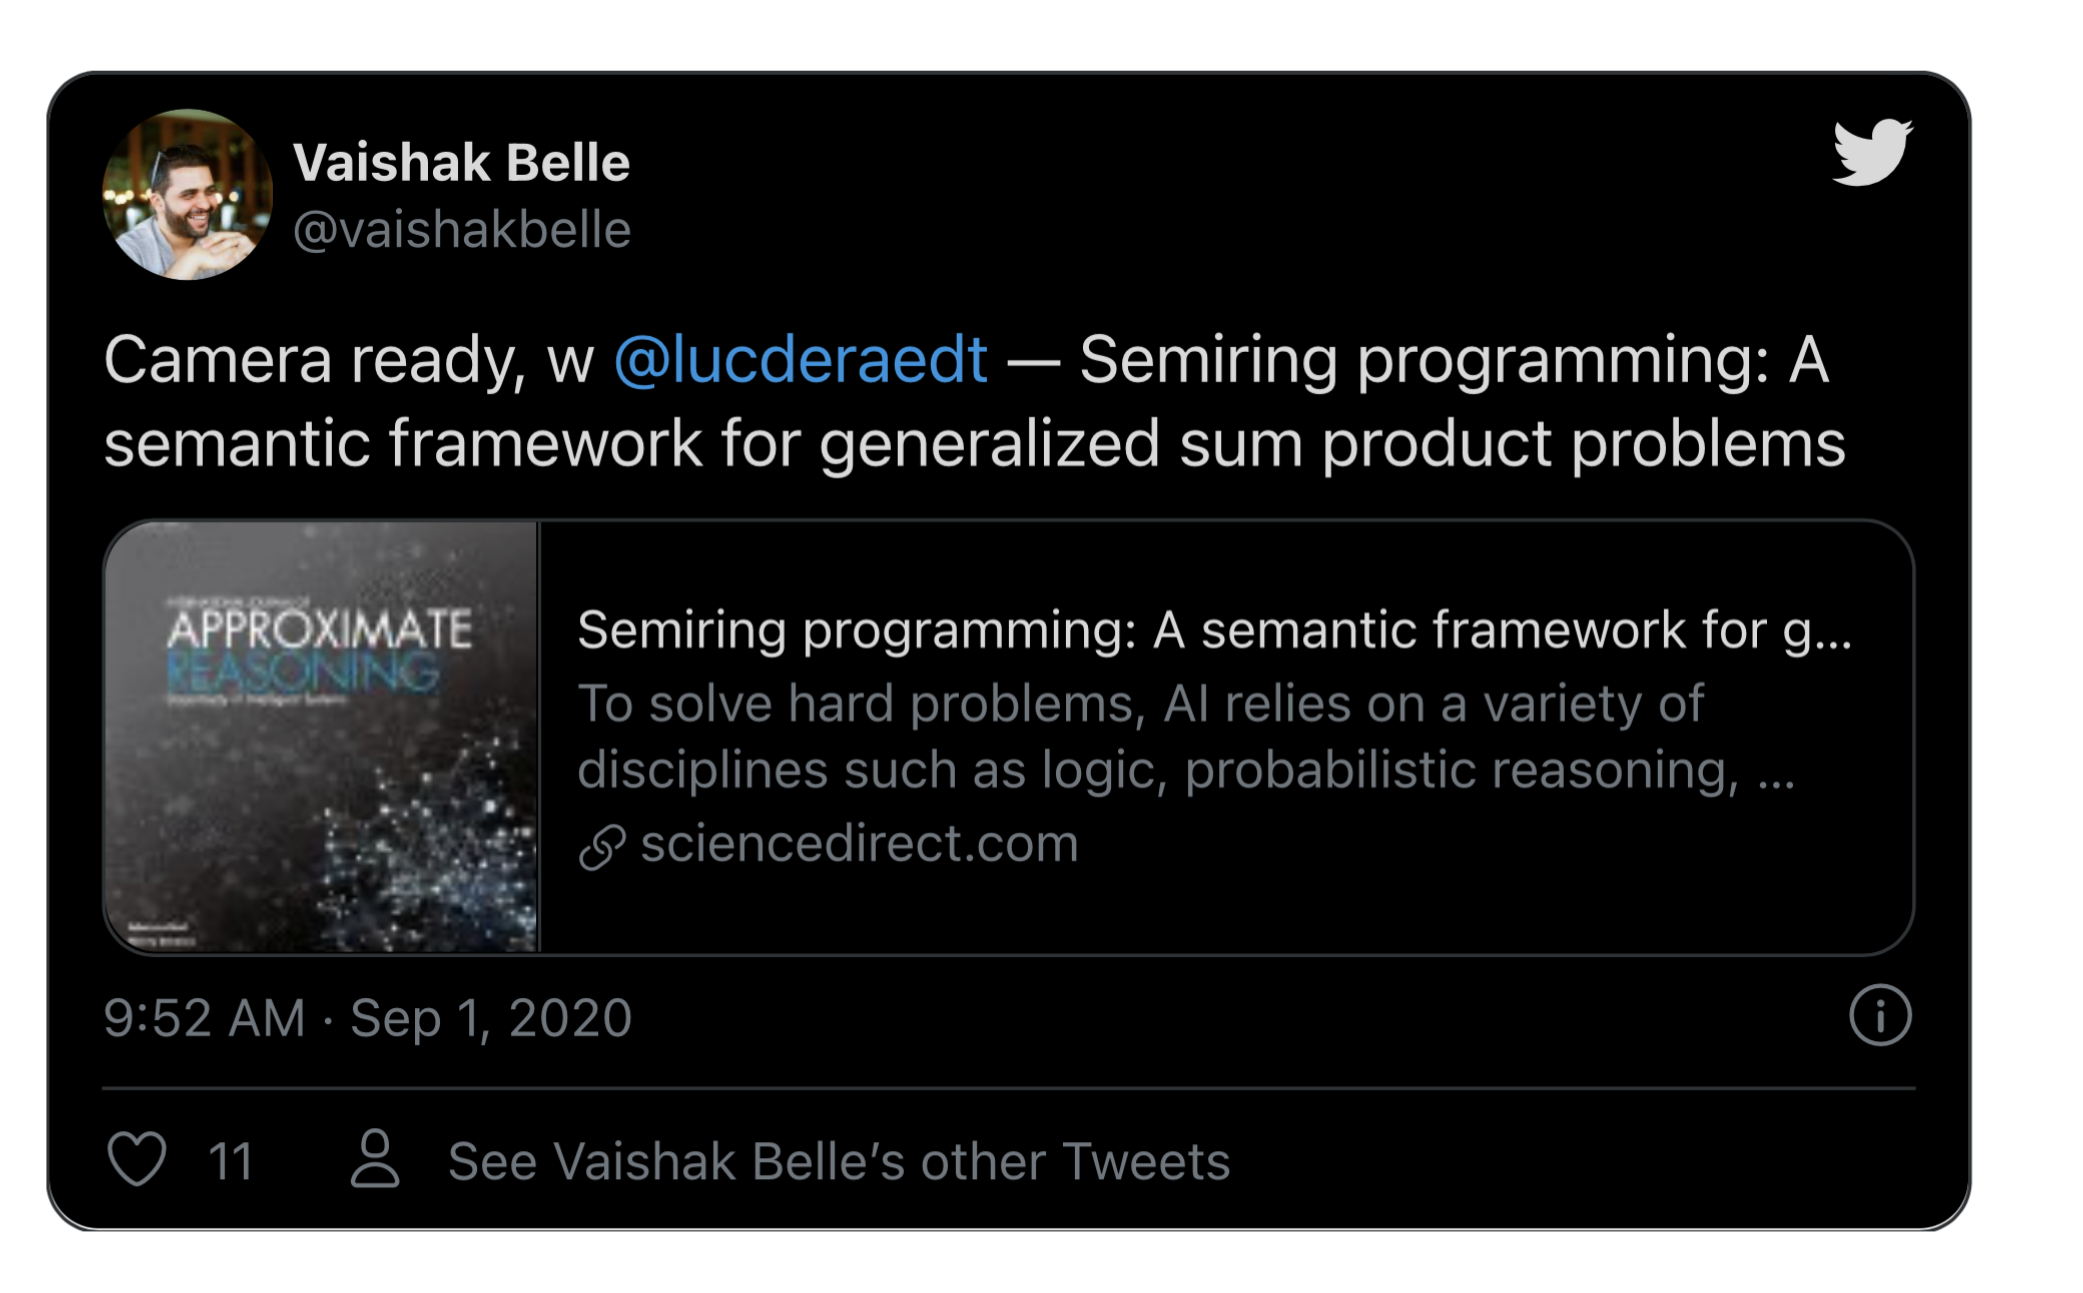 Vaishak Belle
@vaishakbelle
Camera ready, w @lucderaedt — Semiring programming: A
semantic framework for generalized sum product problems
APPROXIMATE
REASONING
Semiring programming: A semantic framework for g...
To solve hard problems, AI relies on a variety of
disciplines such as logic, probabilistic reasoning, ...
sciencedirect.com
9:52 AM · Sep 1, 2020
11
See Vaishak Belle’s other Tweets